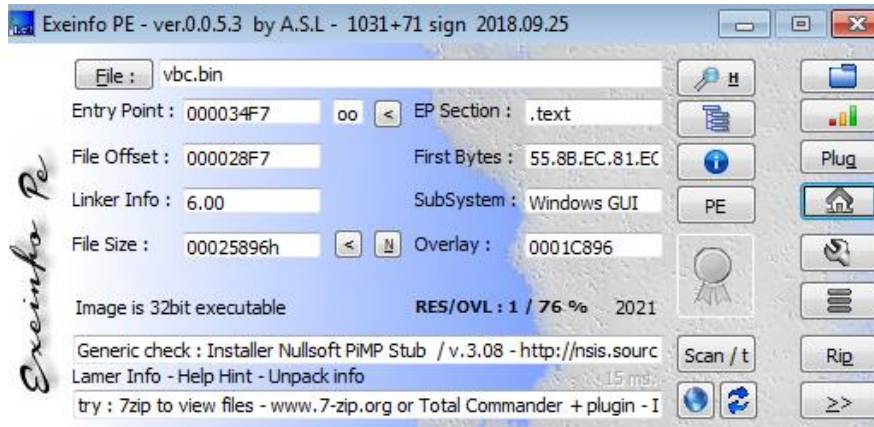 Exeinfo PE - ver.0.0.5.3 by A.S.L - 1031+71 sign 2018.09.25
File : vbc.bin H
Entry Point : 000034F7 oo < EP Section : .text
File Offset : 000028F7 First Bytes : 55.8B.EC.81.EC Plug
Linker Info : 6.00 SubSystem : Windows GUI PE
File Size : 00025896h < N Overlay : 0001C896
Image is 32bit executable RES/OVL : 1 / 76 % 2021
Generic check : Installer Nullsoft PiMP Stub / v.3.08 - http://nsis.sourc Scan / t Rip
Lamer Info - Help Hint - Unpack info 15 ms.
try : 7zip to view files - www.7-zip.org or Total Commander + plugin - I >>
Exeinfo Pe